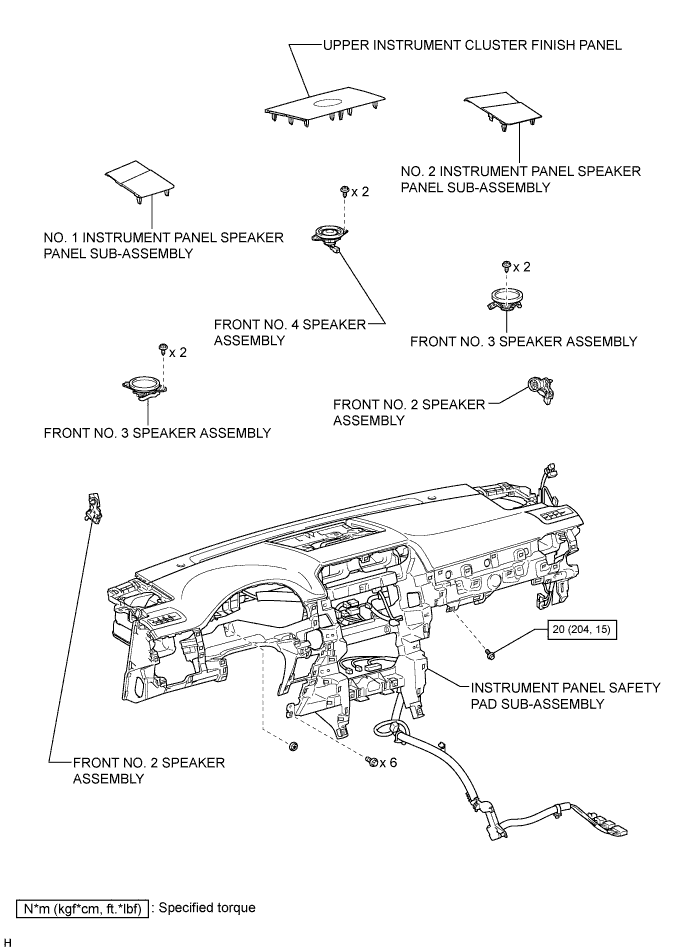 UPPER INSTRUMENT CLUSTER FINISH PANEL
NO. 2 INSTRUMENT PANEL SPEAKER
PANEL SUB-ASSEMBLY
x 2
NO. 1 INSTRUMENT PANEL SPEAKER
PANEL SUB-ASSEMBLY
x 2
FRONT NO. 4 SPEAKER
ASSEMBLY
FRONT NO. 3 SPEAKER ASSEMBLY
x 2
FRONT NO. 2 SPEAKER
ASSEMBLY
FRONT NO. 3 SPEAKER ASSEMBLY
20 (204, 15)
INSTRUMENT PANEL SAFETY
PAD SUB-ASSEMBLY
FRONT NO. 2 SPEAKER
ASSEMBLY
x 6
N*m (kgf*cm, ft.*lbf) : Specified torque
H